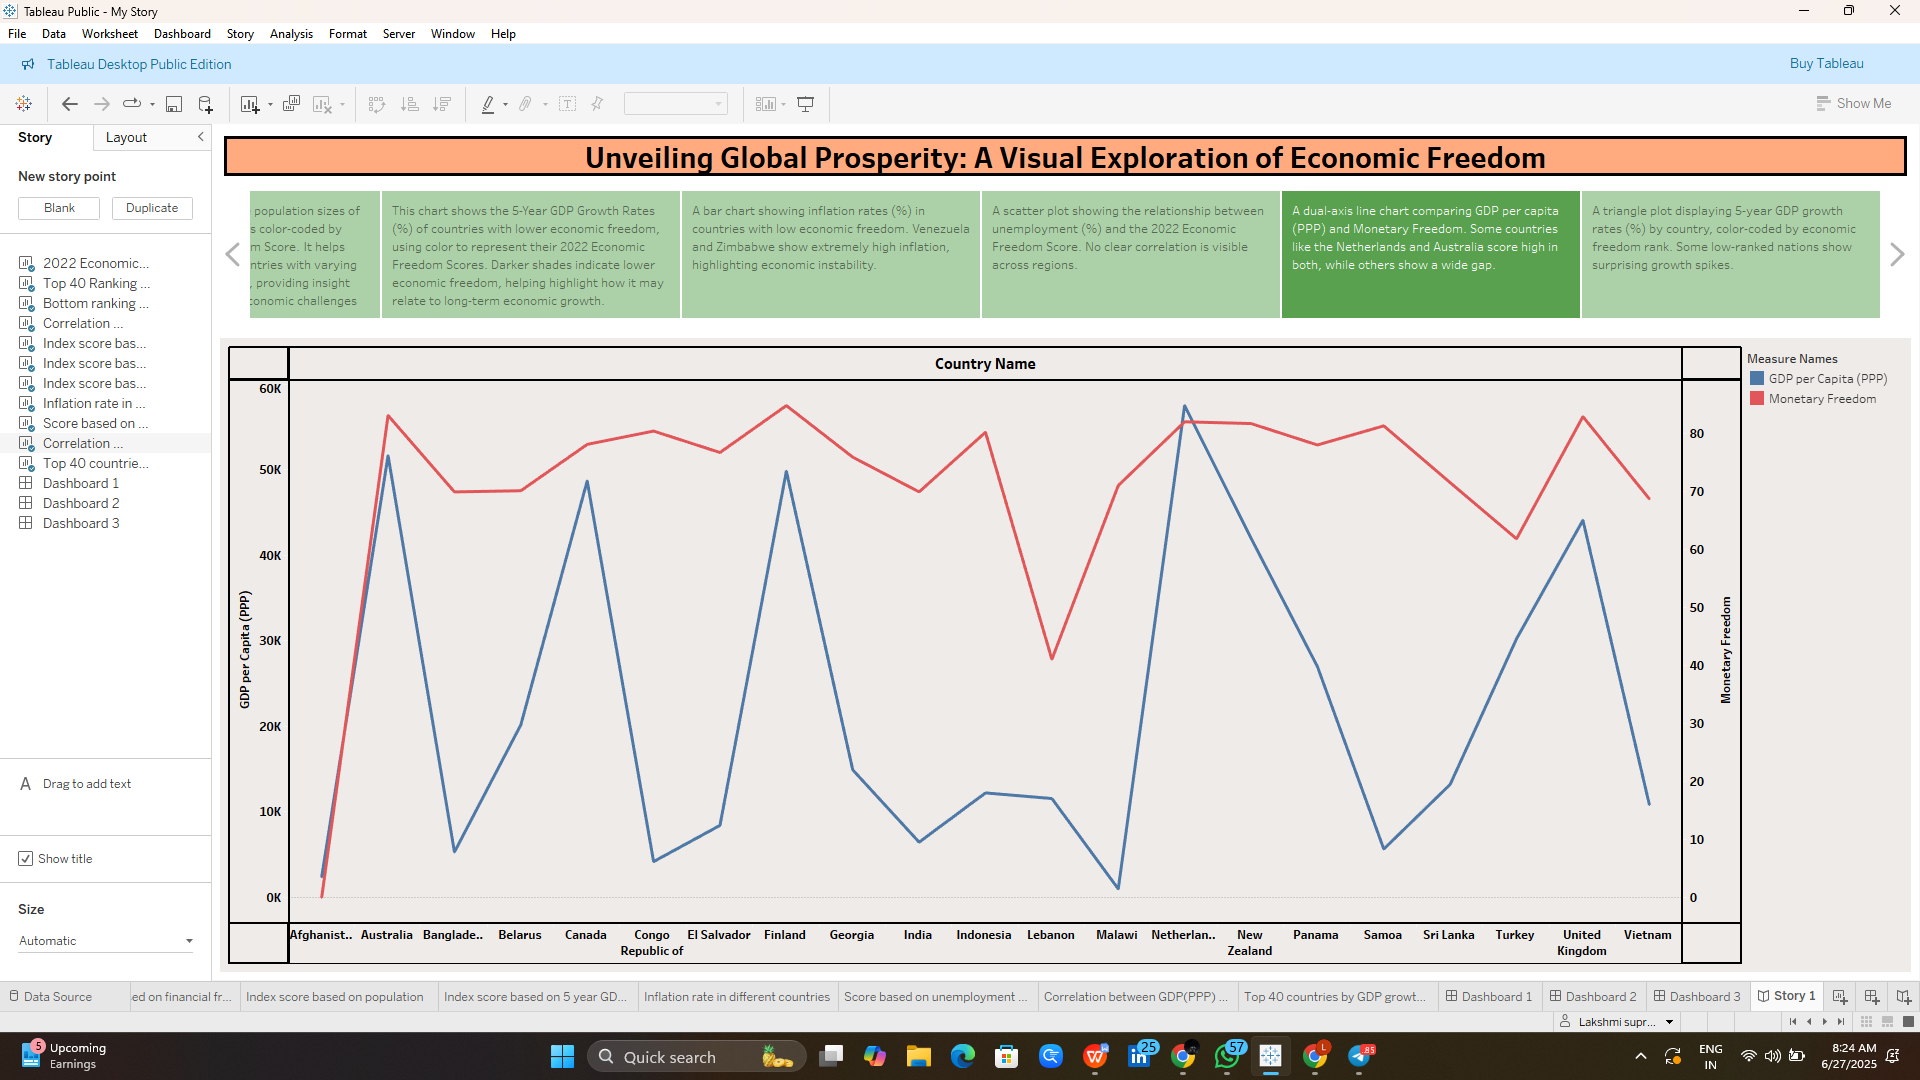 Tableau Public - My Story
File Data Worksheet Dashboard Story Analysis Format Server Window Help
Tableau Desktop Public Edition
Buy Tableau
Show Me
Story
Layout
New story point
Blank
Duplicate
2022 Economic...
Top 40 Ranking ...
Bottom ranking ...
Correlation ...
Index score bas...
Index score bas...
Index score bas...
Inflation rate in ...
Score based on ...
Correlation ...
Top 40 countrie...
Dashboard 1
Dashboard 2
Dashboard 3
Drag to add text
Show title
Size
Automatic
Unveiling Global Prosperity: A Visual Exploration of Economic Freedom
population sizes of
s color-coded by
m Score. It helps
ntries with varying
, providing insight
conomic challenges
This chart shows the 5-Year GDP Growth Rates
(%) of countries with lower economic freedom,
using color to represent their 2022 Economic
Freedom Scores. Darker shades indicate lower
economic freedom, helping highlight how it may
relate to long-term economic growth.
A bar chart showing inflation rates (%) in
countries with low economic freedom. Venezuela
and Zimbabwe show extremely high inflation,
highlighting economic instability.
A scatter plot showing the relationship between
unemployment (%) and the 2022 Economic
Freedom Score. No clear correlation is visible
across regions.
A dual-axis line chart comparing GDP per capita
(PPP) and Monetary Freedom. Some countries
like the Netherlands and Australia score high in
both, while others show a wide gap.
A triangle plot displaying 5-year GDP growth
rates (%) by country, color-coded by economic
freedom rank. Some low-ranked nations show
surprising growth spikes.
Country Name
Measure Names
GDP per Capita (PPP)
Monetary Freedom
GDP per Capita (PPP)
60K
50K
40K
30K
20K
10K
0K
80
70
60
50
40
30
20
10
0
Monetary Freedom
Afghanist..
Australia
Banglade..
Belarus
Canada
Congo
Republic of
El Salvador
Finland
Georgia
India
Indonesia
Lebanon
Malawi
Netherlan..
New
Zealand
Panama
Samoa
Sri Lanka
Turkey
United
Kingdom
Vietnam
Data Source
ed on financial fr...
Index score based on population
Index score based on 5 year GD...
Inflation rate in different countries
Score based on unemployment ...
Correlation between GDP(PPP) ...
Top 40 countries by GDP growt...
Dashboard 1
Dashboard 2
Dashboard 3
Story 1
Lakshmi supr...
5
Upcoming
Earnings
Quick search
25
57
L
85
ENG
IN
8:24 AM
6/27/2025